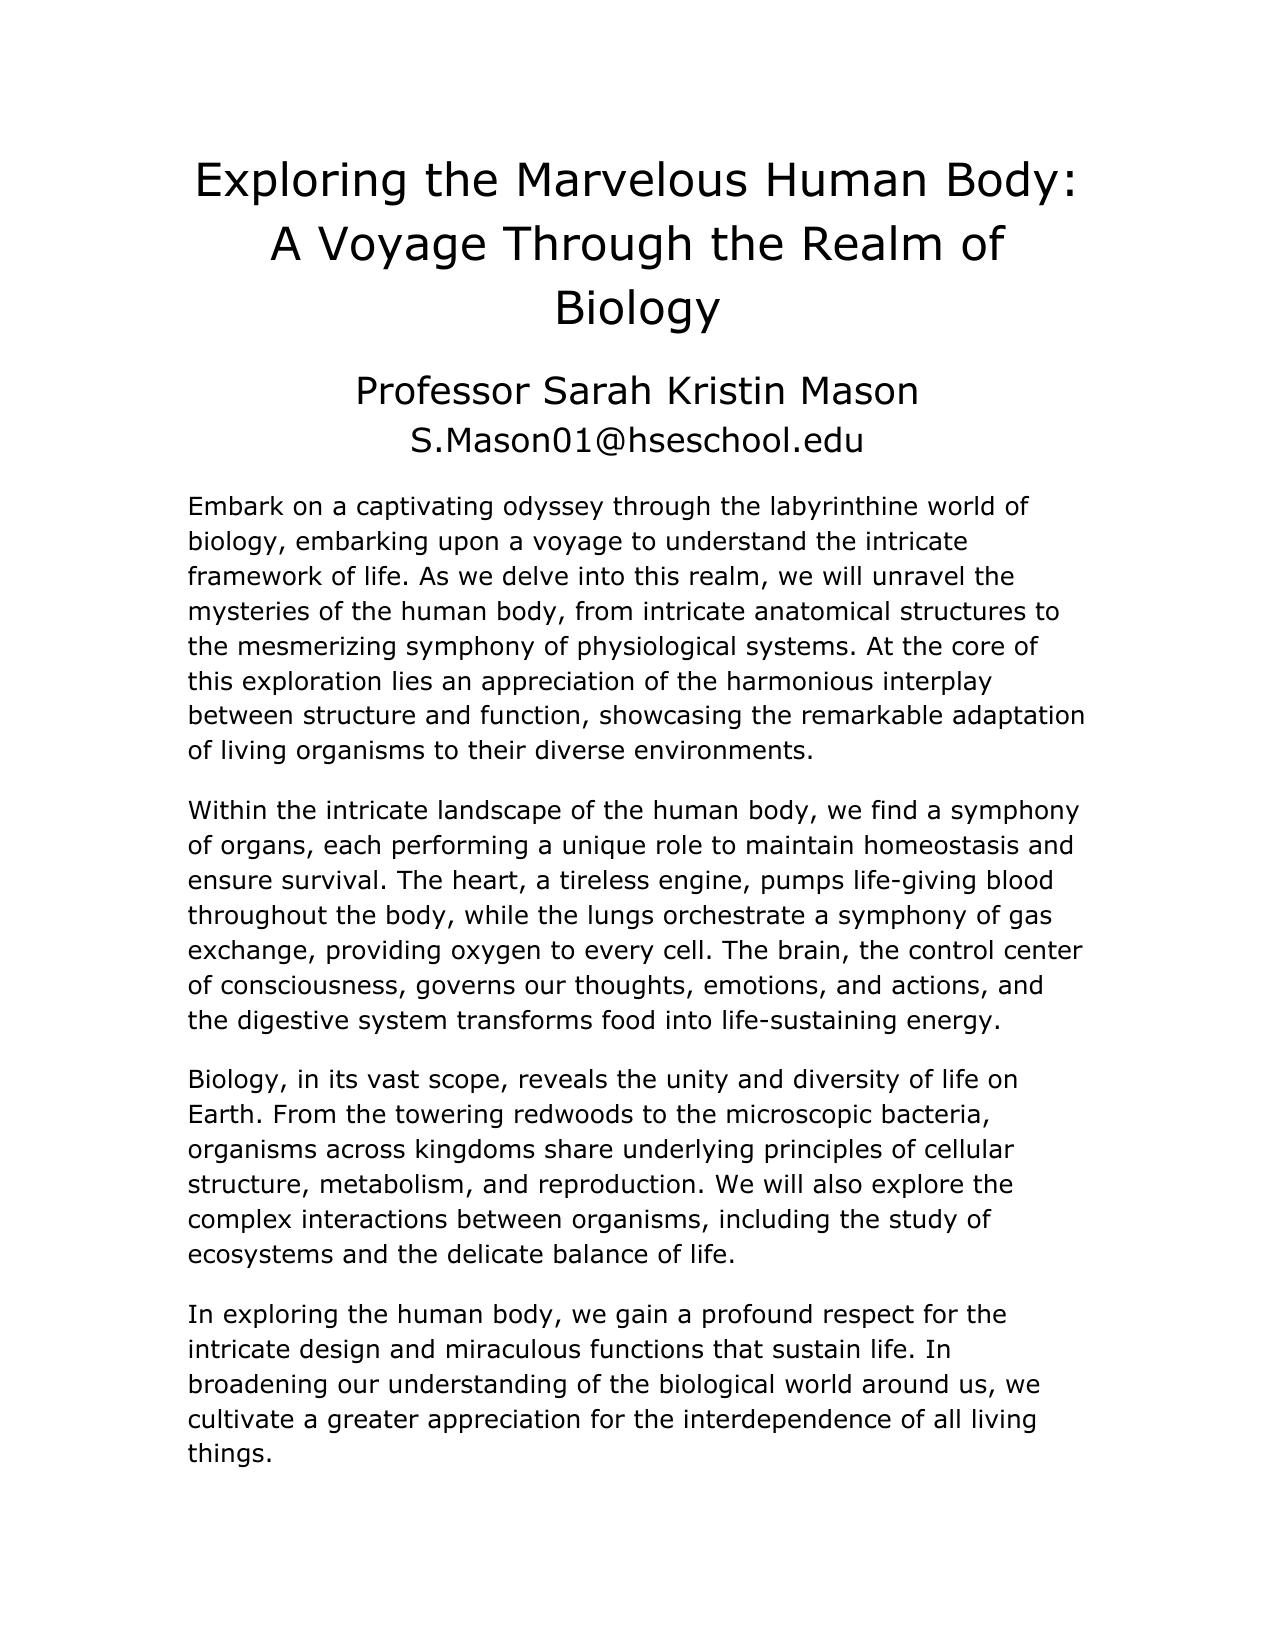 Exploring the Marvelous Human Body:
A Voyage Through the Realm of
Biology
Professor Sarah Kristin Mason
S.Mason01@hseschool.edu
Embark on a captivating odyssey through the labyrinthine world of
biology, embarking upon a voyage to understand the intricate
framework of life. As we delve into this realm, we will unravel the
mysteries of the human body, from intricate anatomical structures to
the mesmerizing symphony of physiological systems. At the core of
this exploration lies an appreciation of the harmonious interplay
between structure and function, showcasing the remarkable adaptation
of living organisms to their diverse environments.
Within the intricate landscape of the human body, we find a symphony
of organs, each performing a unique role to maintain homeostasis and
ensure survival. The heart, a tireless engine, pumps life-giving blood
throughout the body, while the lungs orchestrate a symphony of gas
exchange, providing oxygen to every cell. The brain, the control center
of consciousness, governs our thoughts, emotions, and actions, and
the digestive system transforms food into life-sustaining energy.
Biology, in its vast scope, reveals the unity and diversity of life on
Earth. From the towering redwoods to the microscopic bacteria,
organisms across kingdoms share underlying principles of cellular
structure, metabolism, and reproduction. We will also explore the
complex interactions between organisms, including the study of
ecosystems and the delicate balance of life.
In exploring the human body, we gain a profound respect for the
intricate design and miraculous functions that sustain life. In
broadening our understanding of the biological world around us, we
cultivate a greater appreciation for the interdependence of all living
things.